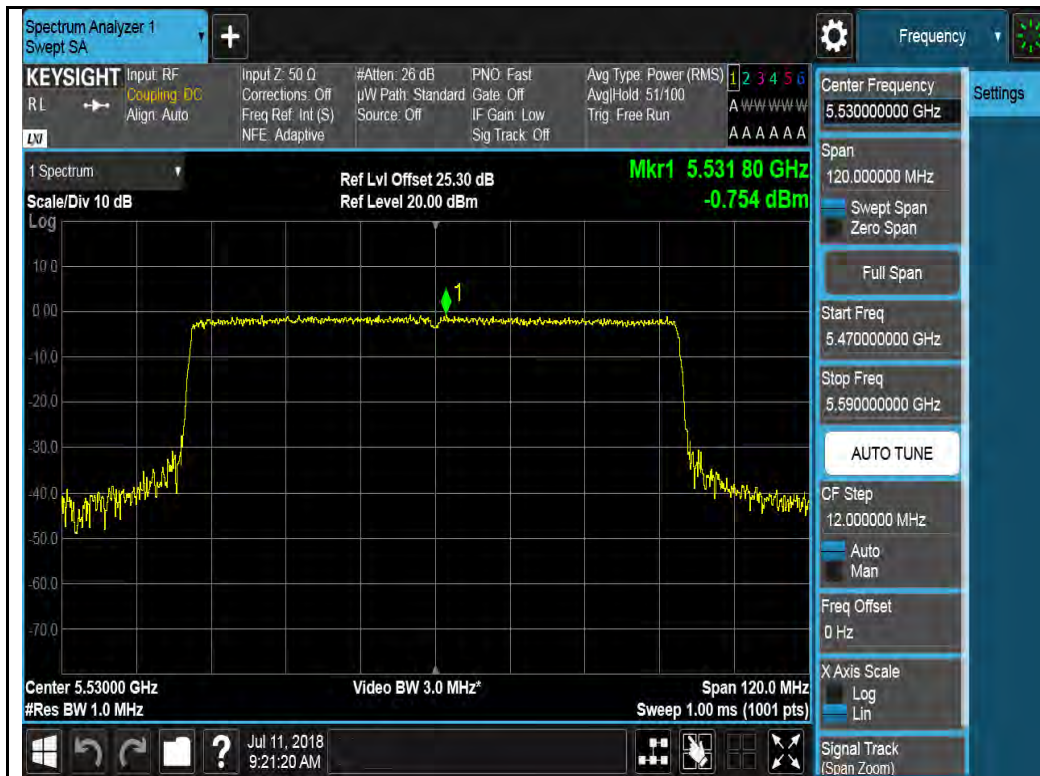 Spectrum Analyzer 1
Swept SA
+
Frequency
KEYSIGHT
RL
LXI
Input: RF
Coupling: DC
Align: Auto
Input Z: 50 Ω
Corrections: Off
Freq Ref: Int (S)
NFE: Adaptive
#Atten: 26 dB
µW Path: Standard
Source: Off
PNO: Fast
Gate: Off
IF Gain: Low
Sig Track: Off
Avg Type: Power (RMS)
Avg|Hold: 51/100
Trig: Free Run
1 2 3 4 5 6
A W W W W W
A A A A A A
1 Spectrum
Scale/Div 10 dB
Log
Ref Lvl Offset 25.30 dB
Ref Level 20.00 dBm
Mkr1 5.531 80 GHz
-0.754 dBm
10.0
0.00
-10.0
-20.0
-30.0
-40.0
-50.0
-60.0
-70.0
1
Center 5.53000 GHz
#Res BW 1.0 MHz
Video BW 3.0 MHz*
Span 120.0 MHz
Sweep 1.00 ms (1001 pts)
?
Jul 11, 2018
9:21:20 AM
Center Frequency
5.530000000 GHz
Span
120.000000 MHz
Swept Span
Zero Span
Full Span
Start Freq
5.470000000 GHz
Stop Freq
5.590000000 GHz
AUTO TUNE
CF Step
12.000000 MHz
Auto
Man
Freq Offset
0 Hz
X Axis Scale
Log
Lin
Signal Track
(Span Zoom)
Settings